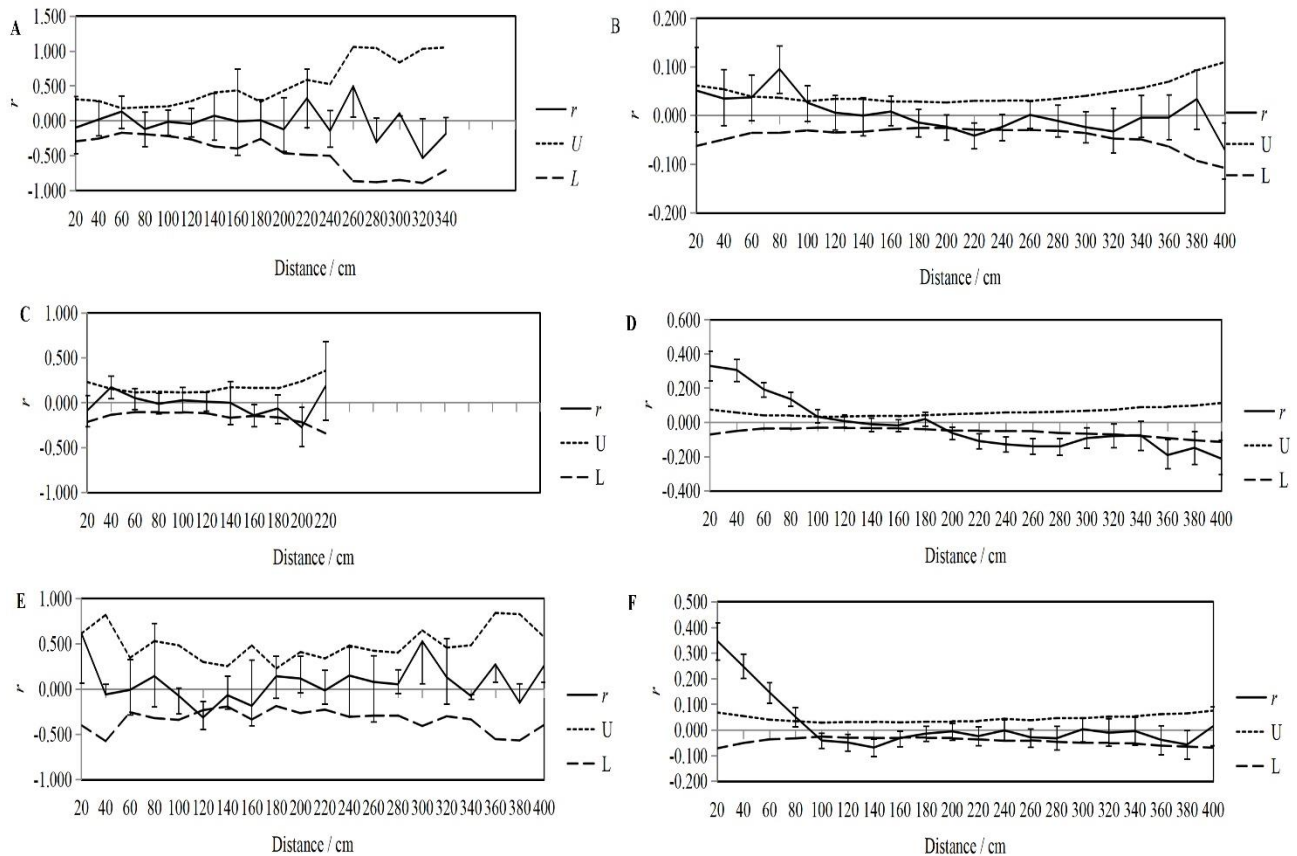 A
1.500
1.000
0.500
0.000
-0.500
-1.000
r
20 40 60 80 100 120 140 160 180 200 220 240 260 280 300 320 340
Distance / cm
r
U
L
B
0.200
0.100
0.000
-0.100
-0.200
r
20 40 60 80 100 120 140 160 180 200 220 240 260 280 300 320 340 360 380 400
Distance / cm
r
U
L
C
1.000
0.500
0.000
-0.500
-1.000
r
20 40 60 80 100 120 140 160 180 200 220
Distance / cm
r
U
L
D
0.600
0.400
0.200
0.000
-0.200
-0.400
r
20 40 60 80 100 120 140 160 180 200 220 240 260 280 300 320 340 360 380 400
Distance / cm
r
U
L
E
1.000
0.500
0.000
-0.500
-1.000
r
20 40 60 80 100 120 140 160 180 200 220 240 260 280 300 320 340 360 380 400
Distance / cm
r
U
L
F
0.500
0.400
0.300
0.200
0.100
0.000
-0.100
-0.200
r
20 40 60 80 100 120 140 160 180 200 220 240 260 280 300 320 340 360 380 400
Distance / cm
r
U
L